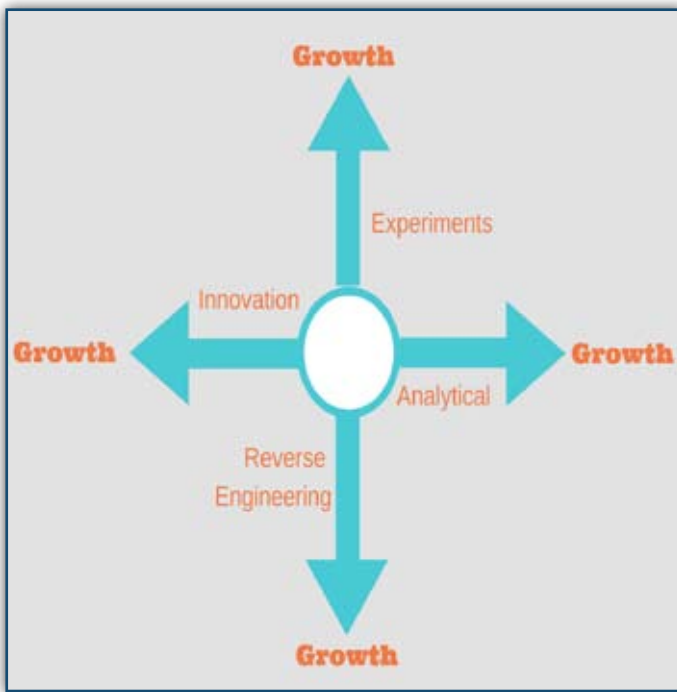 Growth
Experiments
Innovation
Growth
Growth
Analytical
Reverse
Engineering
Growth